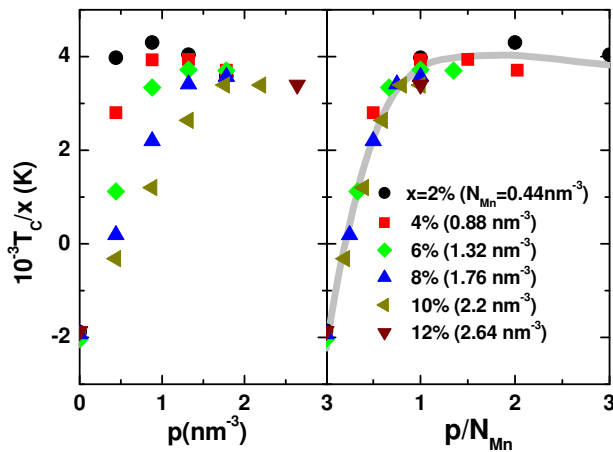 4
2
0
-2
10⁻³T_C/x (K)
0 1 2 3 1 2 3
p(nm⁻³) p/N_Mn
x=2% (N_Mn=0.44nm⁻³)
4% (0.88 nm⁻³)
6% (1.32 nm⁻³)
8% (1.76 nm⁻³)
10% (2.2 nm⁻³)
12% (2.64 nm⁻³)